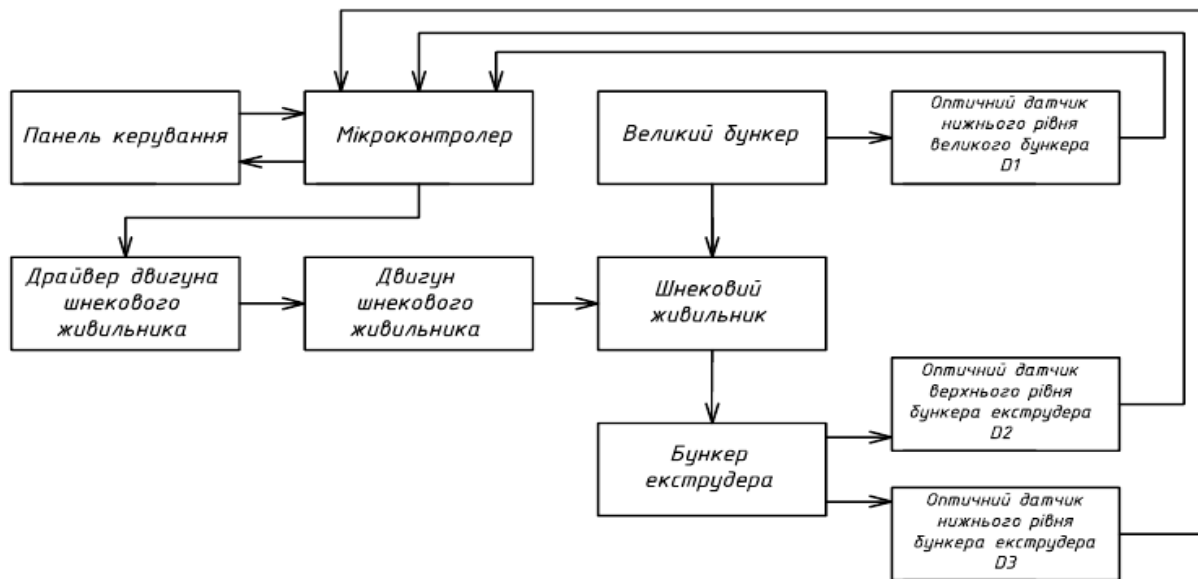 Панель керування
Мікроконтролер
Великий бункер
Оптичний датчик
нижнього рівня
великого бункера
D1
Драйвер двигуна
шнекового
живильника
Двигун
шнекового
живильника
Шнековий
живильник
Оптичний датчик
верхнього рівня
бункера екструдера
D2
Бункер
екструдера
Оптичний датчик
нижнього рівня
бункера екструдера
D3